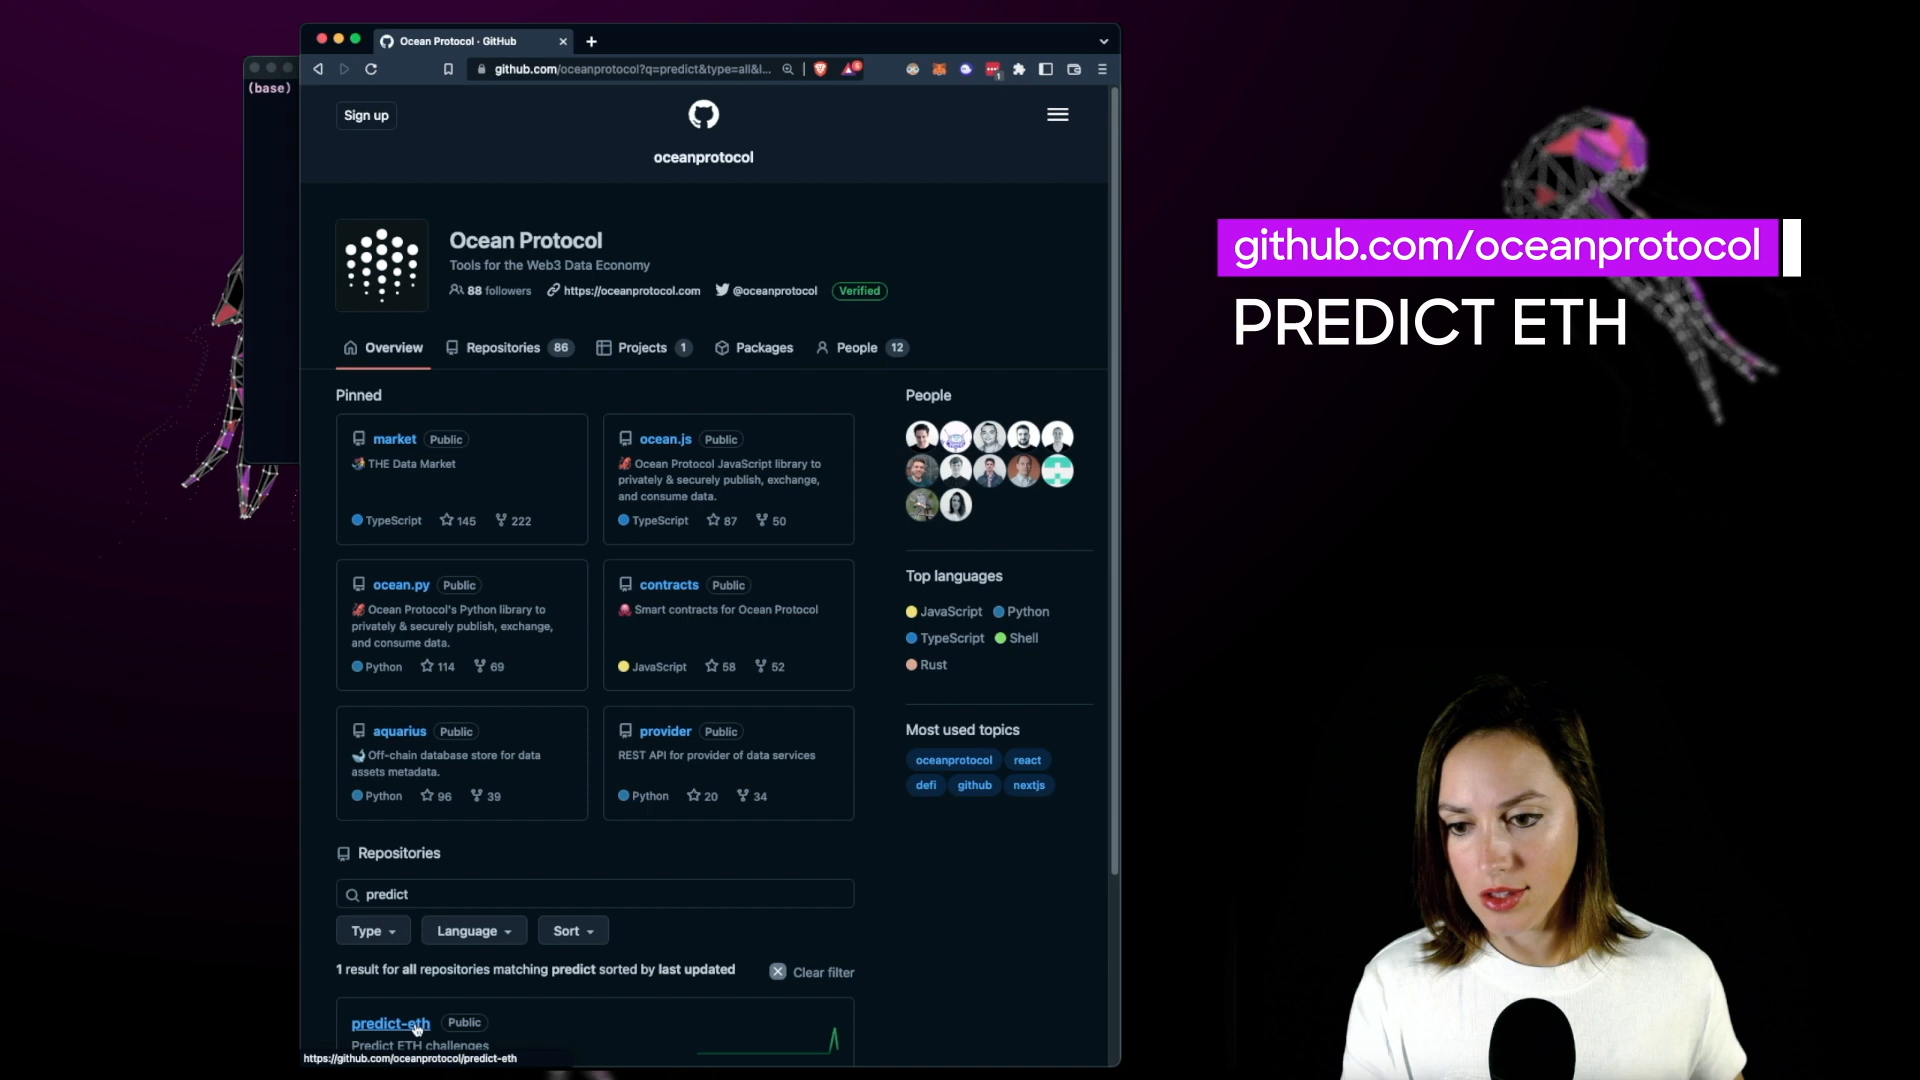 Ocean Protocol · GitHub
(base)
github.com/oceanprotocol?q=predict&type=all&l...
6
1
Sign up
oceanprotocol
Ocean Protocol
Tools for the Web3 Data Economy
88 followers https://oceanprotocol.com @oceanprotocol Verified
Overview Repositories 86 Projects 1 Packages People 12
Pinned
market Public
THE Data Market
TypeScript 145 222
ocean.js Public
Ocean Protocol JavaScript library to
privately & securely publish, exchange,
and consume data.
TypeScript 87 50
ocean.py Public
Ocean Protocol's Python library to
privately & securely publish, exchange,
and consume data.
Python 114 69
contracts Public
Smart contracts for Ocean Protocol
JavaScript 58 52
aquarius Public
Off-chain database store for data
assets metadata.
Python 96 39
provider Public
REST API for provider of data services
Python 20 34
People
Top languages
JavaScript Python
TypeScript Shell
Rust
Most used topics
oceanprotocol react
defi github nextjs
Repositories
predict
Type Language Sort
1 result for all repositories matching predict sorted by last updated Clear filter
predict-eth Public
Predict ETH challenges
https://github.com/oceanprotocol/predict-eth
github.com/oceanprotocol
PREDICT ETH